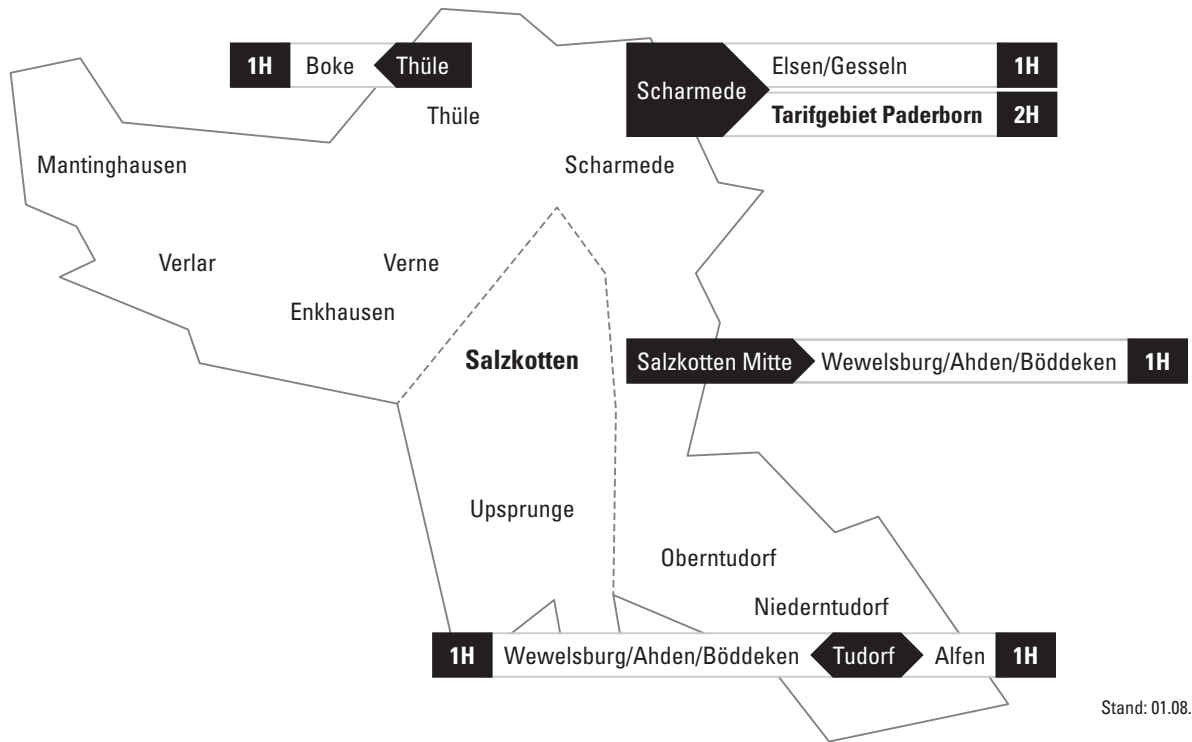 1H Boke Thüle
Scharmede Elsen/Gesseln 1H
Tarifgebiet Paderborn 2H
Thüle
Mantinghausen
Scharmede
Verlar
Verne
Enkhausen
Salzkotten
Salzkotten Mitte Wewelsburg/Ahden/Böddeken 1H
Upsprunge
Oberntudorf
Niederntudorf
1H Wewelsburg/Ahden/Böddeken Tudorf Alfen 1H
Stand: 01.08.